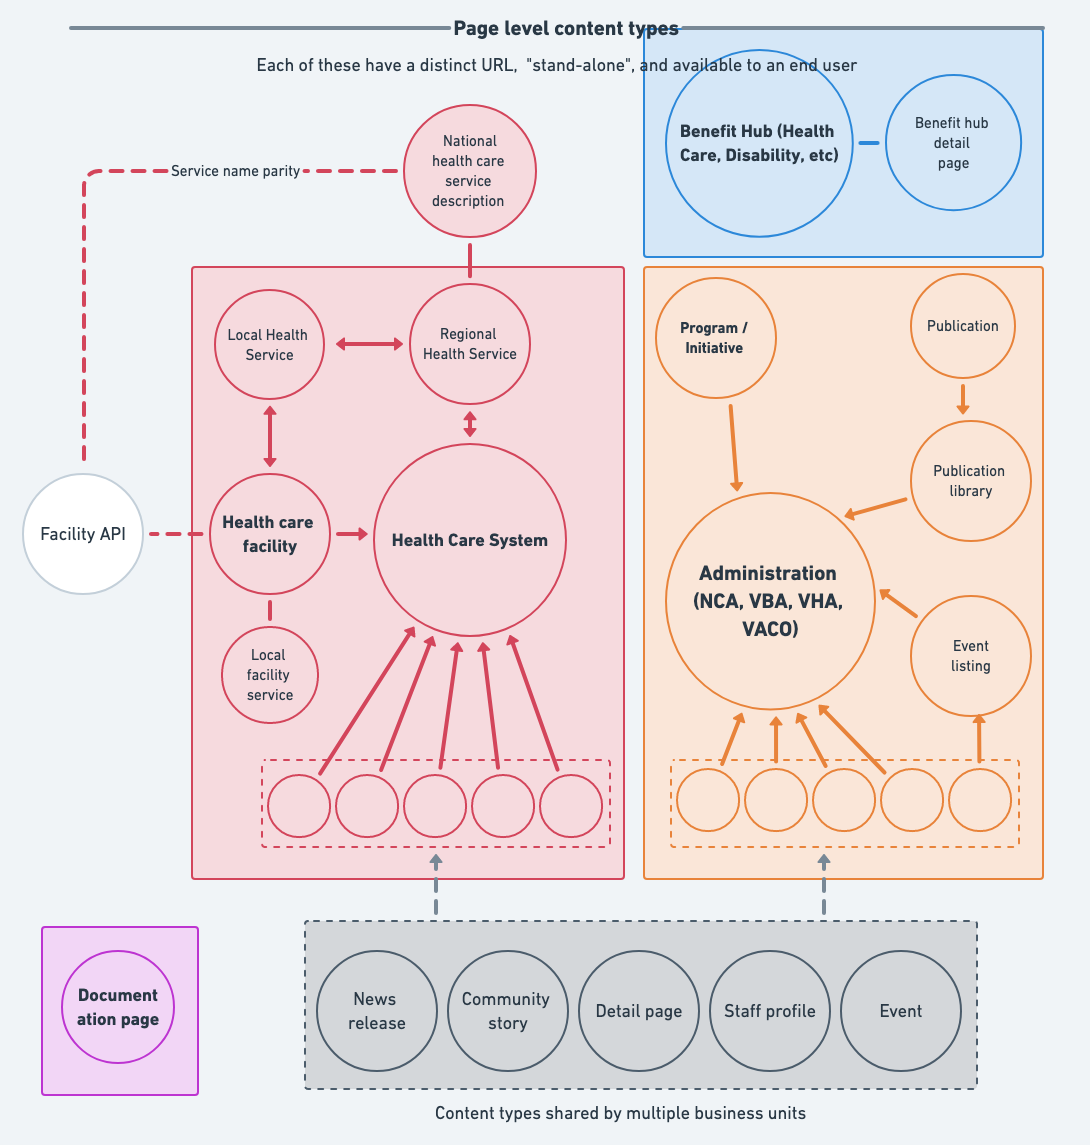 Page level content types
Each of these have a distinct URL, "stand-alone", and available to an end user
National
health care
service
description
Service name parity
Benefit Hub (Health
Care, Disability, etc)
Benefit hub
detail
page
Local Health
Service
Regional
Health Service
Program /
Initiative
Publication
Publication
library
Facility API
Health care
facility
Health Care System
Administration
(NCA, VBA, VHA,
VACO)
Local
facility
service
Event
listing
Document
ation page
News
release
Community
story
Detail page
Staff profile
Event
Content types shared by multiple business units